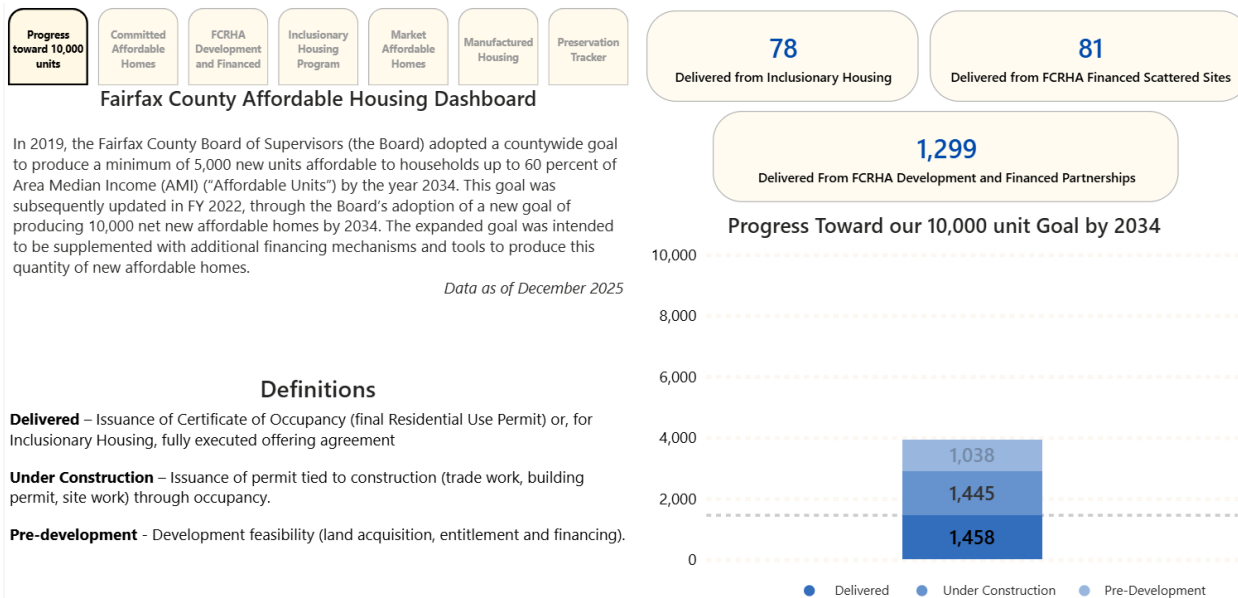 Progress
toward 10,000
units
Committed
Affordable
Homes
FCRHA
Development
and Financed
Inclusionary
Housing
Program
Market
Affordable
Homes
Manufactured
Housing
Preservation
Tracker
Fairfax County Affordable Housing Dashboard
In 2019, the Fairfax County Board of Supervisors (the Board) adopted a countywide goal
to produce a minimum of 5,000 new units affordable to households up to 60 percent of
Area Median Income (AMI) (“Affordable Units”) by the year 2034. This goal was
subsequently updated in FY 2022, through the Board’s adoption of a new goal of
producing 10,000 net new affordable homes by 2034. The expanded goal was intended
to be supplemented with additional financing mechanisms and tools to produce this
quantity of new affordable homes.
Data as of December 2025
Definitions
Delivered – Issuance of Certificate of Occupancy (final Residential Use Permit) or, for
Inclusionary Housing, fully executed offering agreement
Under Construction – Issuance of permit tied to construction (trade work, building
permit, site work) through occupancy.
Pre-development - Development feasibility (land acquisition, entitlement and financing).
78
Delivered from Inclusionary Housing
81
Delivered from FCRHA Financed Scattered Sites
1,299
Delivered From FCRHA Development and Financed Partnerships
Progress Toward our 10,000 unit Goal by 2034
10,000
8,000
6,000
4,000
2,000
0
1,038
1,445
1,458
Delivered
Under Construction
Pre-Development